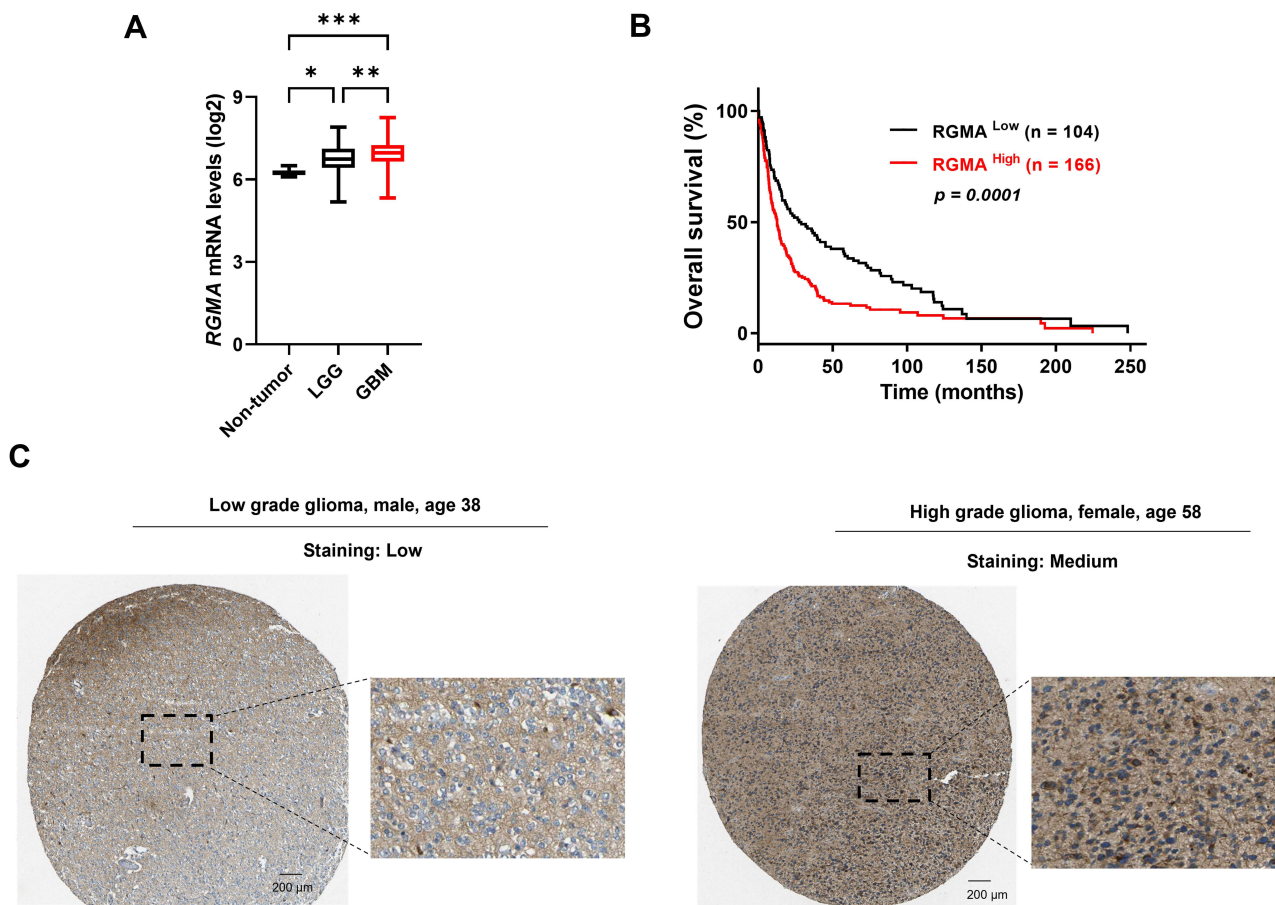 A
***
* **
RGMA mRNA levels (log2)
9
6
3
0
Non-tumor
LGG
GBM
B
Overall survival (%)
100
50
0
RGMA Low (n = 104)
RGMA High (n = 166)
p = 0.0001
0 50 100 150 200 250
Time (months)
C
Low grade glioma, male, age 38
Staining: Low
200 µm
High grade glioma, female, age 58
Staining: Medium
200 µm